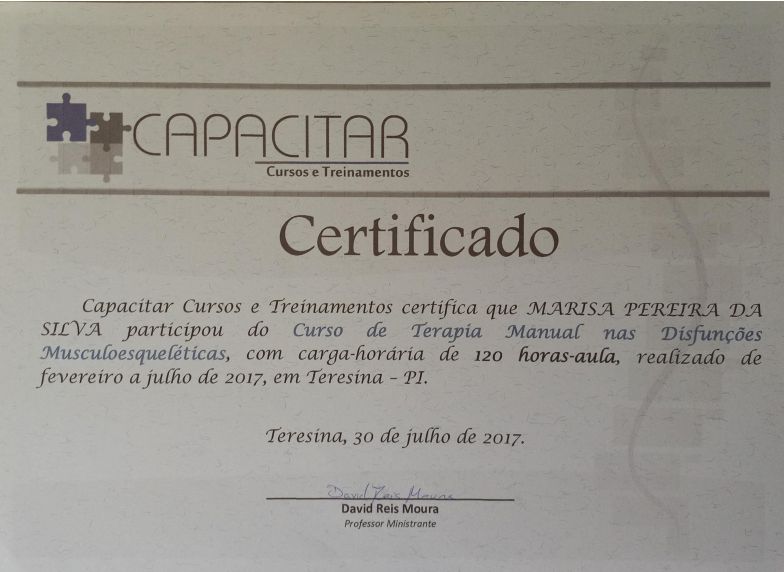 CAPACITAR
Cursos e Treinamentos
Certificado
Capacitar Cursos e Treinamentos certifica que MARISA PEREIRA DA
SILVA participou do Curso de Terapia Manual nas Disfunções
Musculoesqueléticas, com carga-horária de 120 horas-aula, realizado de
fevereiro a julho de 2017, em Teresina – PI.
Teresina, 30 de julho de 2017.
David Reis Moura
David Reis Moura
Professor Ministrante